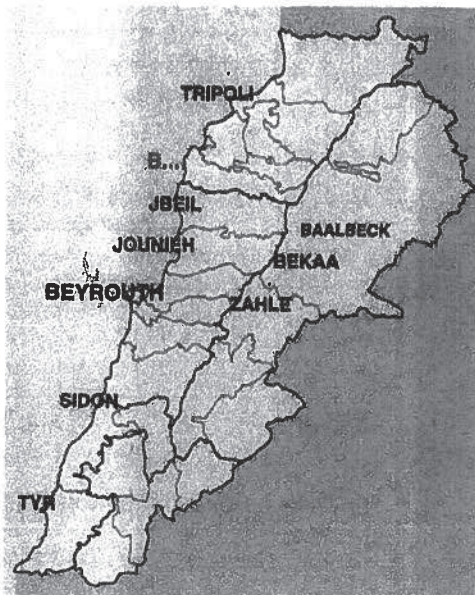 TRIPOLI
B...
JBEIL
BAALBECK
JOUNIEH
BEKAA
BEYROUTH
ZAHLE
SIDON
TYR